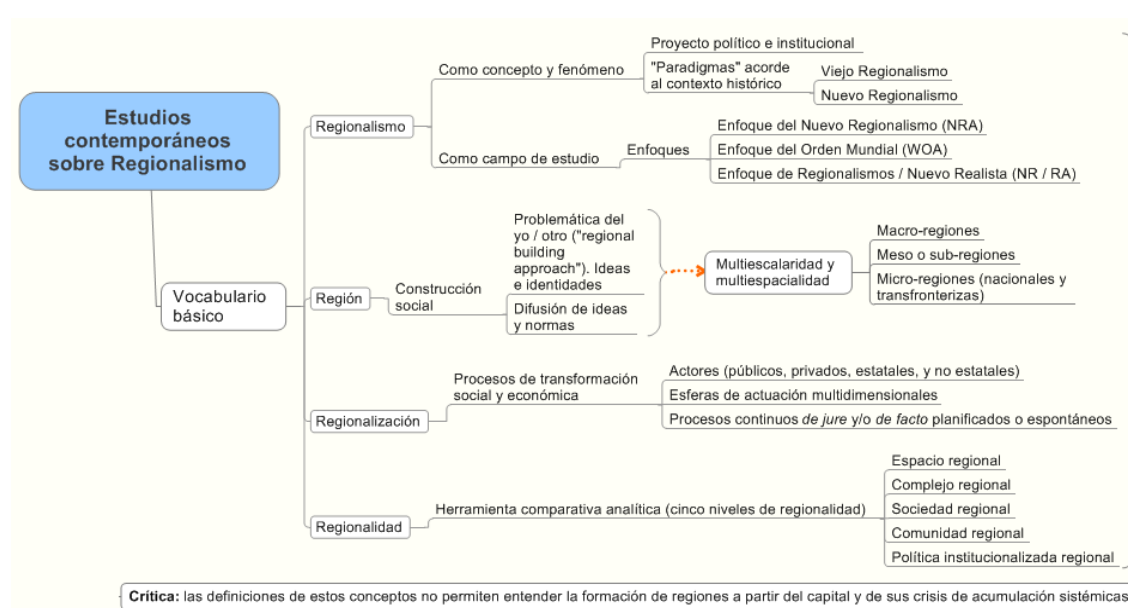 Estudios
contemporáneos
sobre Regionalismo
Vocabulario
básico
Regionalismo
Como concepto y fenómeno
Proyecto político e institucional
"Paradigmas" acorde
al contexto histórico
Viejo Regionalismo
Nuevo Regionalismo
Como campo de estudio
Enfoques
Enfoque del Nuevo Regionalismo (NRA)
Enfoque del Orden Mundial (WOA)
Enfoque de Regionalismos / Nuevo Realista (NR / RA)
Región
Construcción
social
Problemática del
yo / otro ("regional
building
approach"). Ideas
e identidades
Difusión de ideas
y normas
Multiescalaridad y
multiespacialidad
Macro-regiones
Meso o sub-regiones
Micro-regiones (nacionales y
transfronterizas)
Regionalización
Procesos de transformación
social y económica
Actores (públicos, privados, estatales, y no estatales)
Esferas de actuación multidimensionales
Procesos continuos de jure y/o de facto planificados o espontáneos
Regionalidad
Herramienta comparativa analítica (cinco niveles de regionalidad)
Espacio regional
Complejo regional
Sociedad regional
Comunidad regional
Política institucionalizada regional
Crítica: las definiciones de estos conceptos no permiten entender la formación de regiones a partir del capital y de sus crisis de acumulación sistémicas